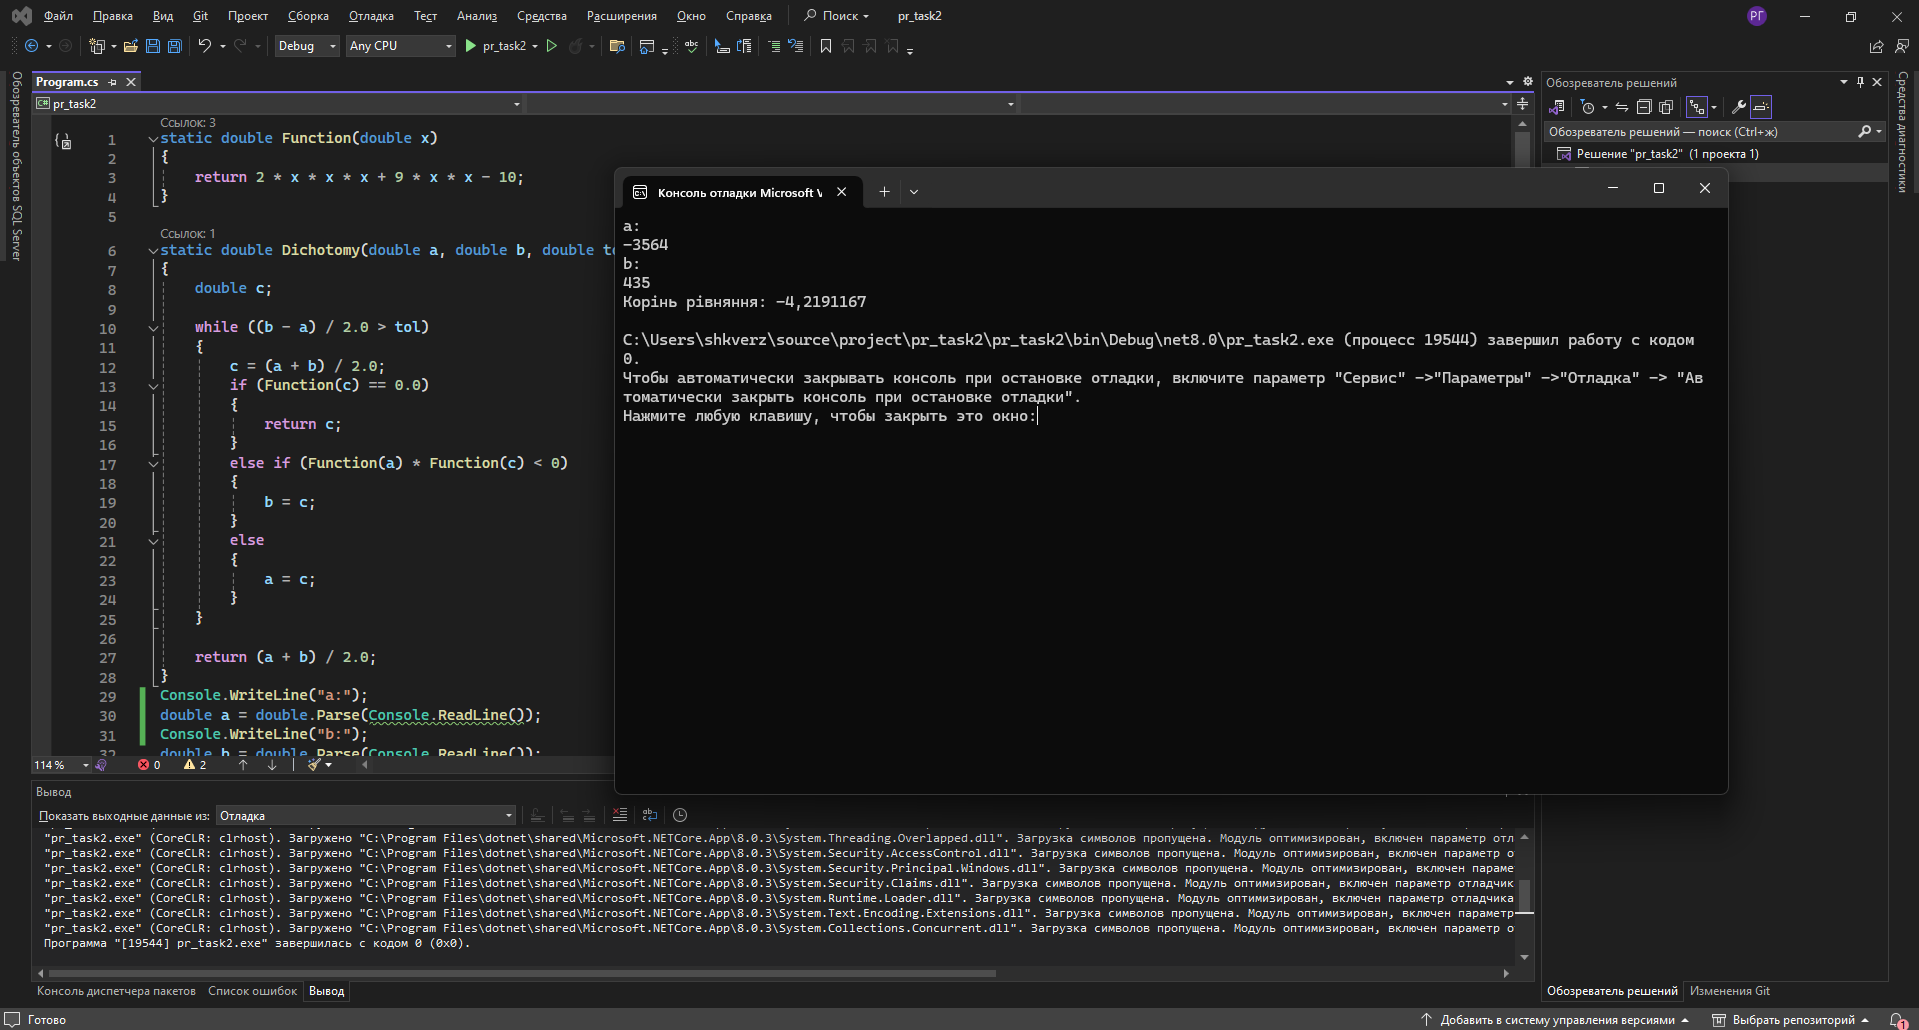 Файл Правка Вид Git Проект Сборка Отладка Тест Анализ Средства Расширения Окно Справка Поиск pr_task2 РГ
Debug Any CPU pr_task2
Обозреватель объектов SQL Server
Program.cs
pr_task2
Ссылок: 3
1 static double Function(double x)
2 {
3 return 2 * x * x * x + 9 * x * x - 10;
4 }
5
Ссылок: 1
6 static double Dichotomy(double a, double b, double
7 {
8 double c;
9
10 while ((b - a) / 2.0 > tol)
11 {
12 c = (a + b) / 2.0;
13 if (Function(c) == 0.0)
14 {
15 return c;
16 }
17 else if (Function(a) * Function(c) < 0)
18 {
19 b = c;
20 }
21 else
22 {
23 a = c;
24 }
25 }
26
27 return (a + b) / 2.0;
28 }
29 Console.WriteLine("a:");
30 double a = double.Parse(Console.ReadLine());
31 Console.WriteLine("b:");
32 double b = double.Parse(Console.ReadLine());
114 % 0 2
Консоль отладки Microsoft V
a:
-3564
b:
435
Корінь рівняння: -4,2191167
C:\Users\shkverz\source\project\pr_task2\pr_task2\bin\Debug\net8.0\pr_task2.exe (процесс 19544) завершил работу с кодом
0.
Чтобы автоматически закрывать консоль при остановке отладки, включите параметр "Сервис" ->"Параметры" ->"Отладка" -> "Ав
томатически закрыть консоль при остановке отладки".
Нажмите любую клавишу, чтобы закрыть это окно:
Обозреватель решений
Обозреватель решений — поиск (Ctrl+ж)
Решение "pr_task2" (1 проекта 1)
Средства диагностики
Вывод
Показать выходные данные из: Отладка
"pr_task2.exe" (CoreCLR: clrhost). Загружено "C:\Program Files\dotnet\shared\Microsoft.NETCore.App\8.0.3\System.Threading.Overlapped.dll". Загрузка символов пропущена. Модуль оптимизирован, включен параметр отл
"pr_task2.exe" (CoreCLR: clrhost). Загружено "C:\Program Files\dotnet\shared\Microsoft.NETCore.App\8.0.3\System.Security.AccessControl.dll". Загрузка символов пропущена. Модуль оптимизирован, включен параметр о
"pr_task2.exe" (CoreCLR: clrhost). Загружено "C:\Program Files\dotnet\shared\Microsoft.NETCore.App\8.0.3\System.Security.Principal.Windows.dll". Загрузка символов пропущена. Модуль оптимизирован, включен параме
"pr_task2.exe" (CoreCLR: clrhost). Загружено "C:\Program Files\dotnet\shared\Microsoft.NETCore.App\8.0.3\System.Security.Claims.dll". Загрузка символов пропущена. Модуль оптимизирован, включен параметр отладчик
"pr_task2.exe" (CoreCLR: clrhost). Загружено "C:\Program Files\dotnet\shared\Microsoft.NETCore.App\8.0.3\System.Runtime.Loader.dll". Загрузка символов пропущена. Модуль оптимизирован, включен параметр отладчика
"pr_task2.exe" (CoreCLR: clrhost). Загружено "C:\Program Files\dotnet\shared\Microsoft.NETCore.App\8.0.3\System.Text.Encoding.Extensions.dll". Загрузка символов пропущена. Модуль оптимизирован, включен параметр
"pr_task2.exe" (CoreCLR: clrhost). Загружено "C:\Program Files\dotnet\shared\Microsoft.NETCore.App\8.0.3\System.Collections.Concurrent.dll". Загрузка символов пропущена. Модуль оптимизирован, включен параметр о
Программа "[19544] pr_task2.exe" завершилась с кодом 0 (0x0).
Консоль диспетчера пакетов Список ошибок Вывод
Обозреватель решений Изменения Git
Готово
Добавить в систему управления версиями Выбрать репозиторий 1